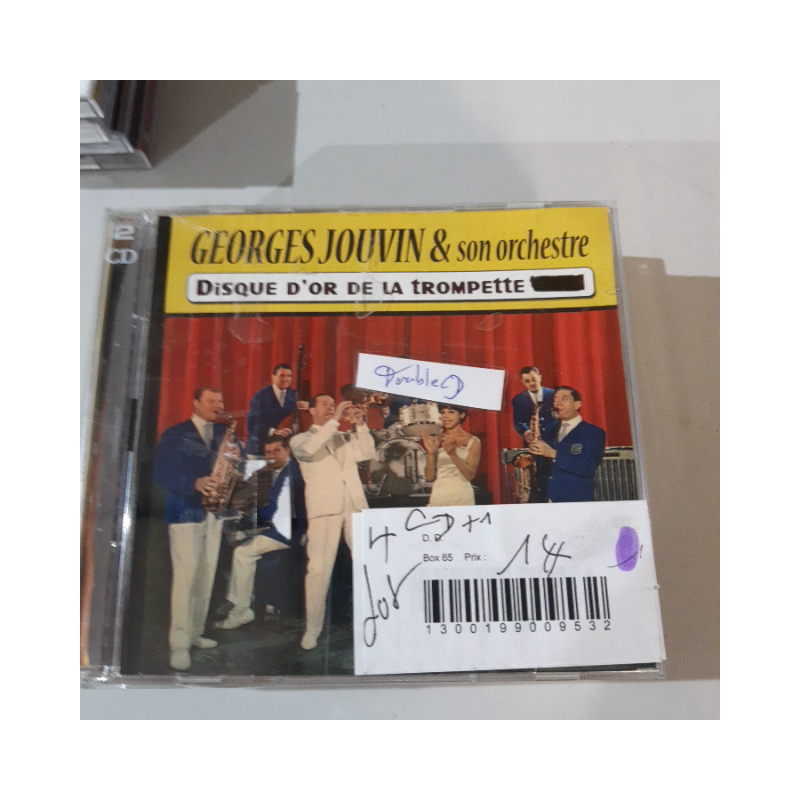 2
CD
GEORGES JOUVIN & son orchestre
DISQUE D'OR DE LA TROMPETTE
Double CD
4 CD + 1
D. D.
Box 65 Prix : 14
1300199009532